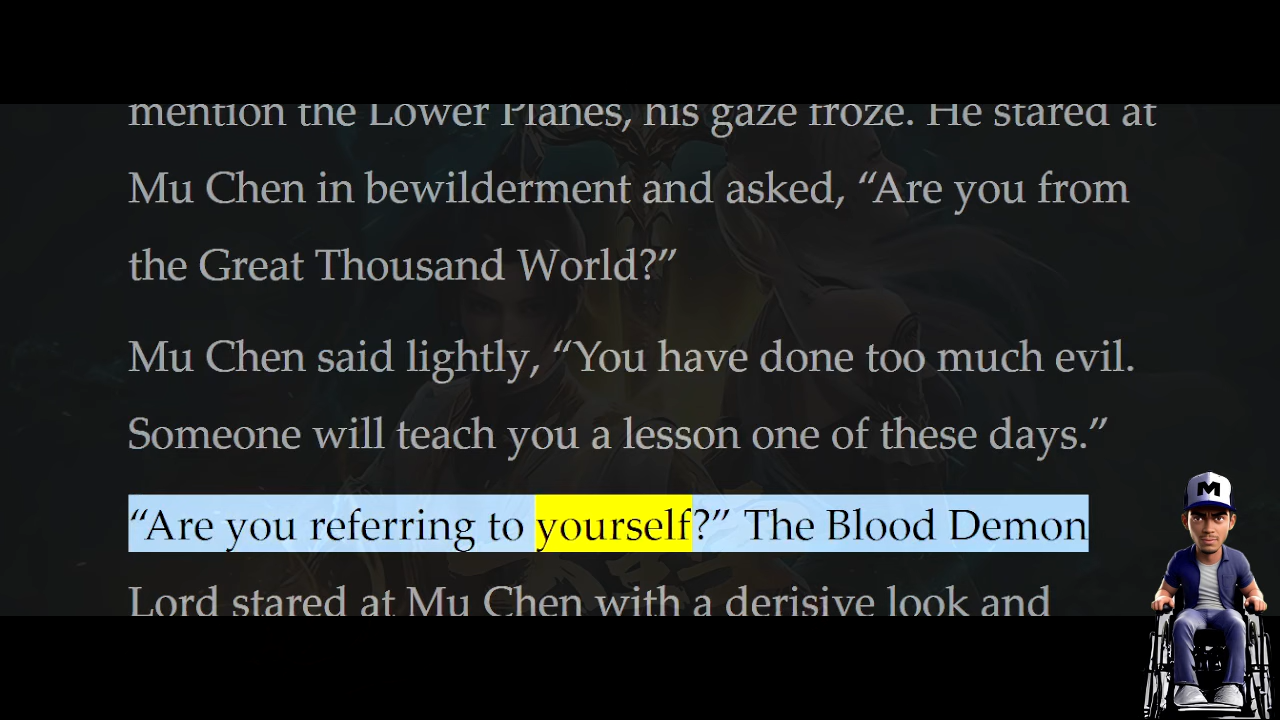 mention the Lower Planes, his gaze froze. He stared at
Mu Chen in bewilderment and asked, “Are you from
the Great Thousand World?”
Mu Chen said lightly, “You have done too much evil.
Someone will teach you a lesson one of these days.”
“Are you referring to yourself?” The Blood Demon
Lord stared at Mu Chen with a derisive look and
M
M